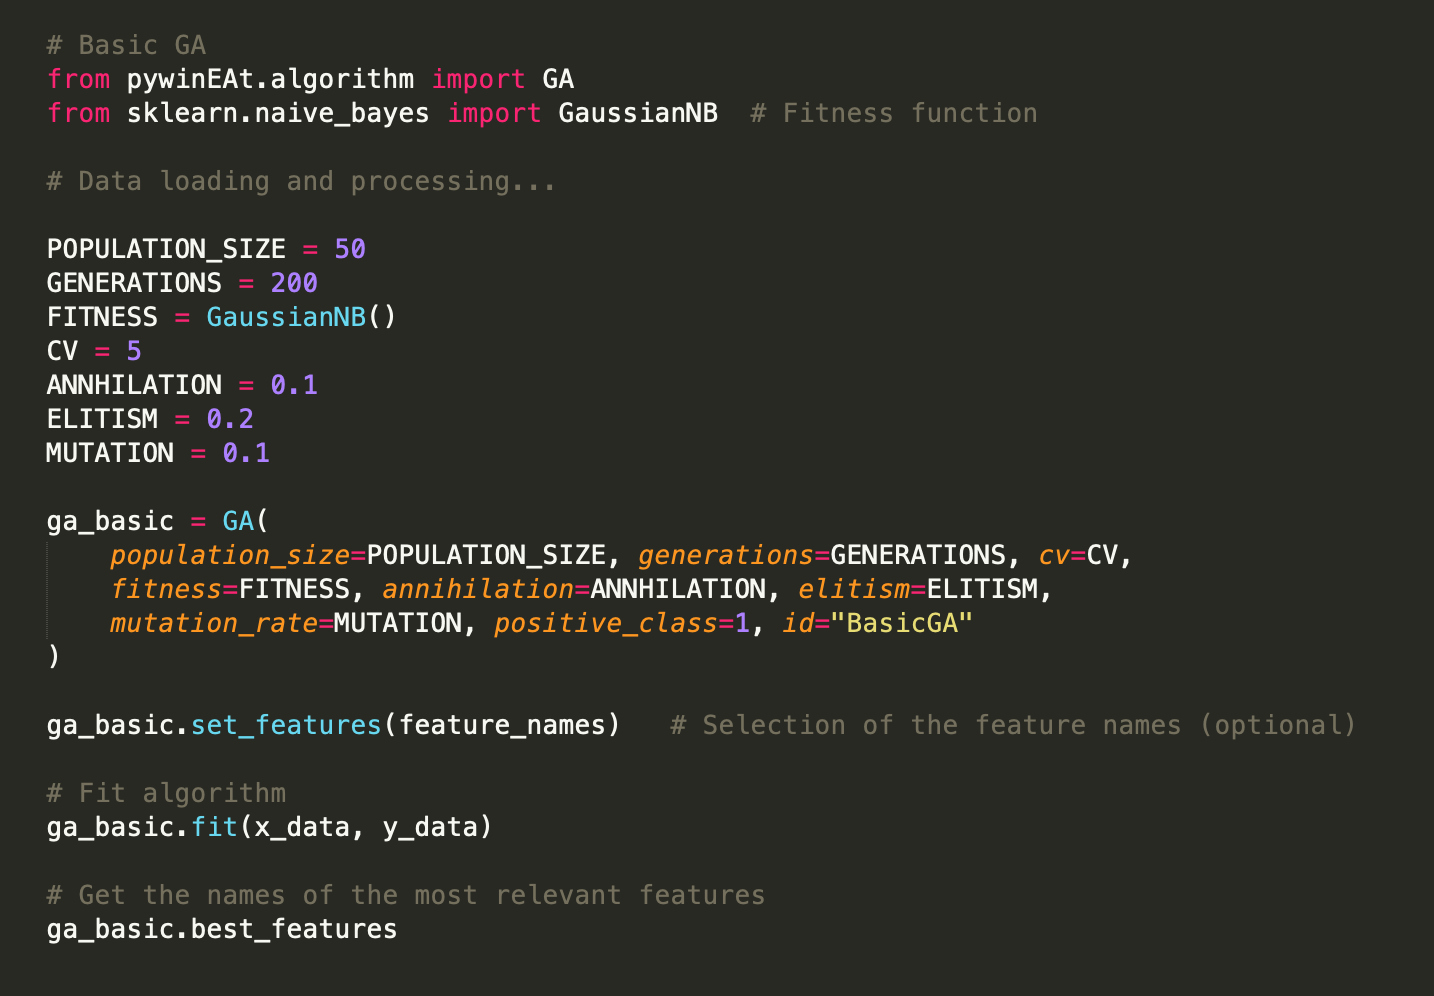 # Basic GA
from pywinEAt.algorithm import GA
from sklearn.naive_bayes import GaussianNB  # Fitness function
# Data loading and processing...
POPULATION_SIZE = 50
GENERATIONS = 200
FITNESS = GaussianNB()
CV = 5
ANNHILATION = 0.1
ELITISM = 0.2
MUTATION = 0.1
ga_basic = GA(
    population_size=POPULATION_SIZE, generations=GENERATIONS, cv=CV,
    fitness=FITNESS, annihilation=ANNHILATION, elitism=ELITISM,
    mutation_rate=MUTATION, positive_class=1, id="BasicGA"
)
ga_basic.set_features(feature_names)   # Selection of the feature names (optional)
# Fit algorithm
ga_basic.fit(x_data, y_data)
# Get the names of the most relevant features
ga_basic.best_features